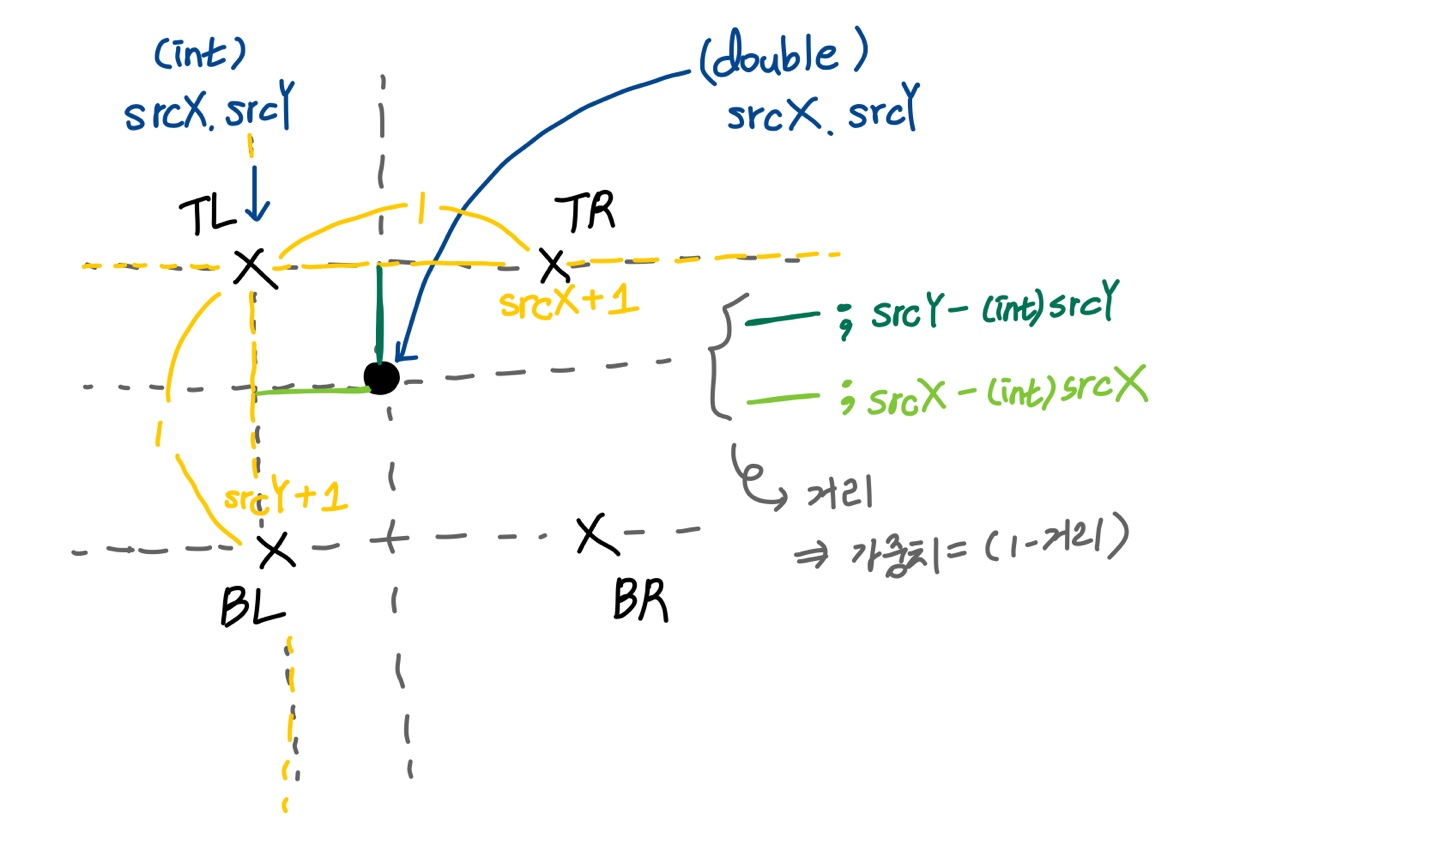 (int)
srcX, srcY
(double)
srcX, srcY
TL
1
TR
srcX+1
; srcY-(int)srcY
; srcX-(int)srcX
1
srcY+1
거리
⇒ 가중치=(1-거리)
BL
BR